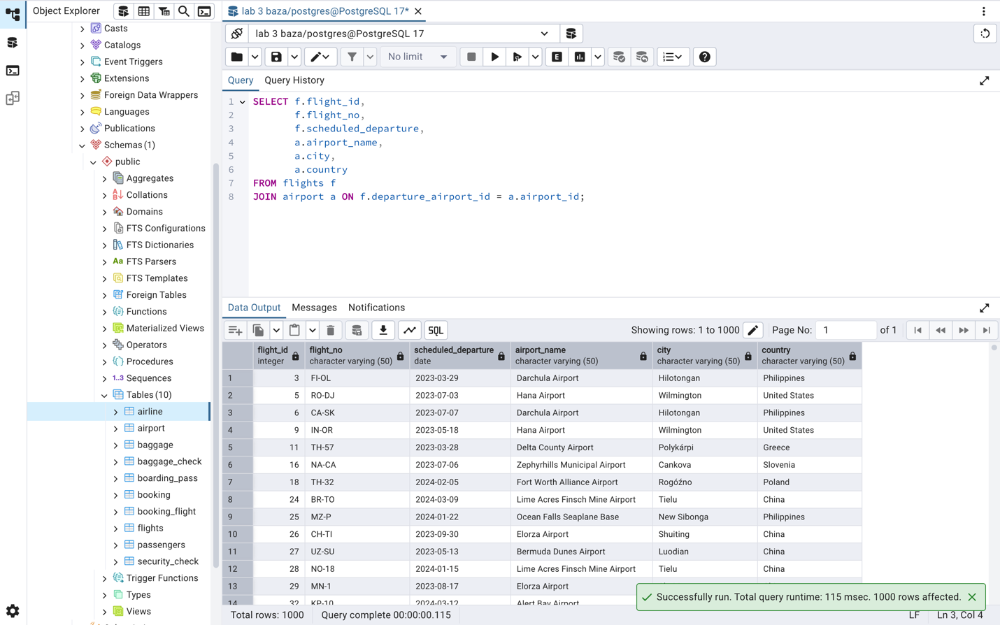 Object Explorer
lab 3 baza/postgres@PostgreSQL 17*
Casts
Catalogs
Event Triggers
Extensions
Foreign Data Wrappers
Languages
Publications
Schemas (1)
public
Aggregates
Collations
Domains
FTS Configurations
FTS Dictionaries
Aa FTS Parsers
FTS Templates
Foreign Tables
Functions
Materialized Views
Operators
Procedures
1..3 Sequences
Tables (10)
airline
airport
baggage
baggage_check
boarding_pass
booking
booking_flight
flights
passengers
security_check
Trigger Functions
Types
Views
lab 3 baza/postgres@PostgreSQL 17
No limit
E
Query Query History
1 SELECT f.flight_id,
2 f.flight_no,
3 f.scheduled_departure,
4 a.airport_name,
5 a.city,
6 a.country
7 FROM flights f
8 JOIN airport a ON f.departure_airport_id = a.airport_id;
Data Output Messages Notifications
SQL Showing rows: 1 to 1000 Page No: 1 of 1
flight_id flight_no scheduled_departure airport_name city country
integer character varying (50) date character varying (50) character varying (50) character varying (50)
1 3 FI-OL 2023-03-29 Darchula Airport Hilotongan Philippines
2 5 RO-DJ 2023-07-03 Hana Airport Wilmington United States
3 6 CA-SK 2023-07-07 Darchula Airport Hilotongan Philippines
4 9 IN-OR 2023-05-18 Hana Airport Wilmington United States
5 11 TH-57 2023-03-28 Delta County Airport Polykárpi Greece
6 16 NA-CA 2023-07-06 Zephyrhills Municipal Airport Cankova Slovenia
7 18 TH-32 2024-02-05 Fort Worth Alliance Airport Rogóźno Poland
8 24 BR-TO 2024-03-09 Lime Acres Finsch Mine Airport Tielu China
9 25 MZ-P 2024-01-22 Ocean Falls Seaplane Base New Sibonga Philippines
10 26 CH-TI 2023-09-30 Elorza Airport Shuiting China
11 27 UZ-SU 2023-05-13 Bermuda Dunes Airport Luodian China
12 28 NO-18 2024-01-15 Lime Acres Finsch Mine Airport Tielu China
13 29 MN-1 2023-08-17 Elorza Airport
14 32 KP-10 2024-03-12 Alert Bay Airport
Successfully run. Total query runtime: 115 msec. 1000 rows affected.
Total rows: 1000 Query complete 00:00:00.115 LF Ln 3, Col 4